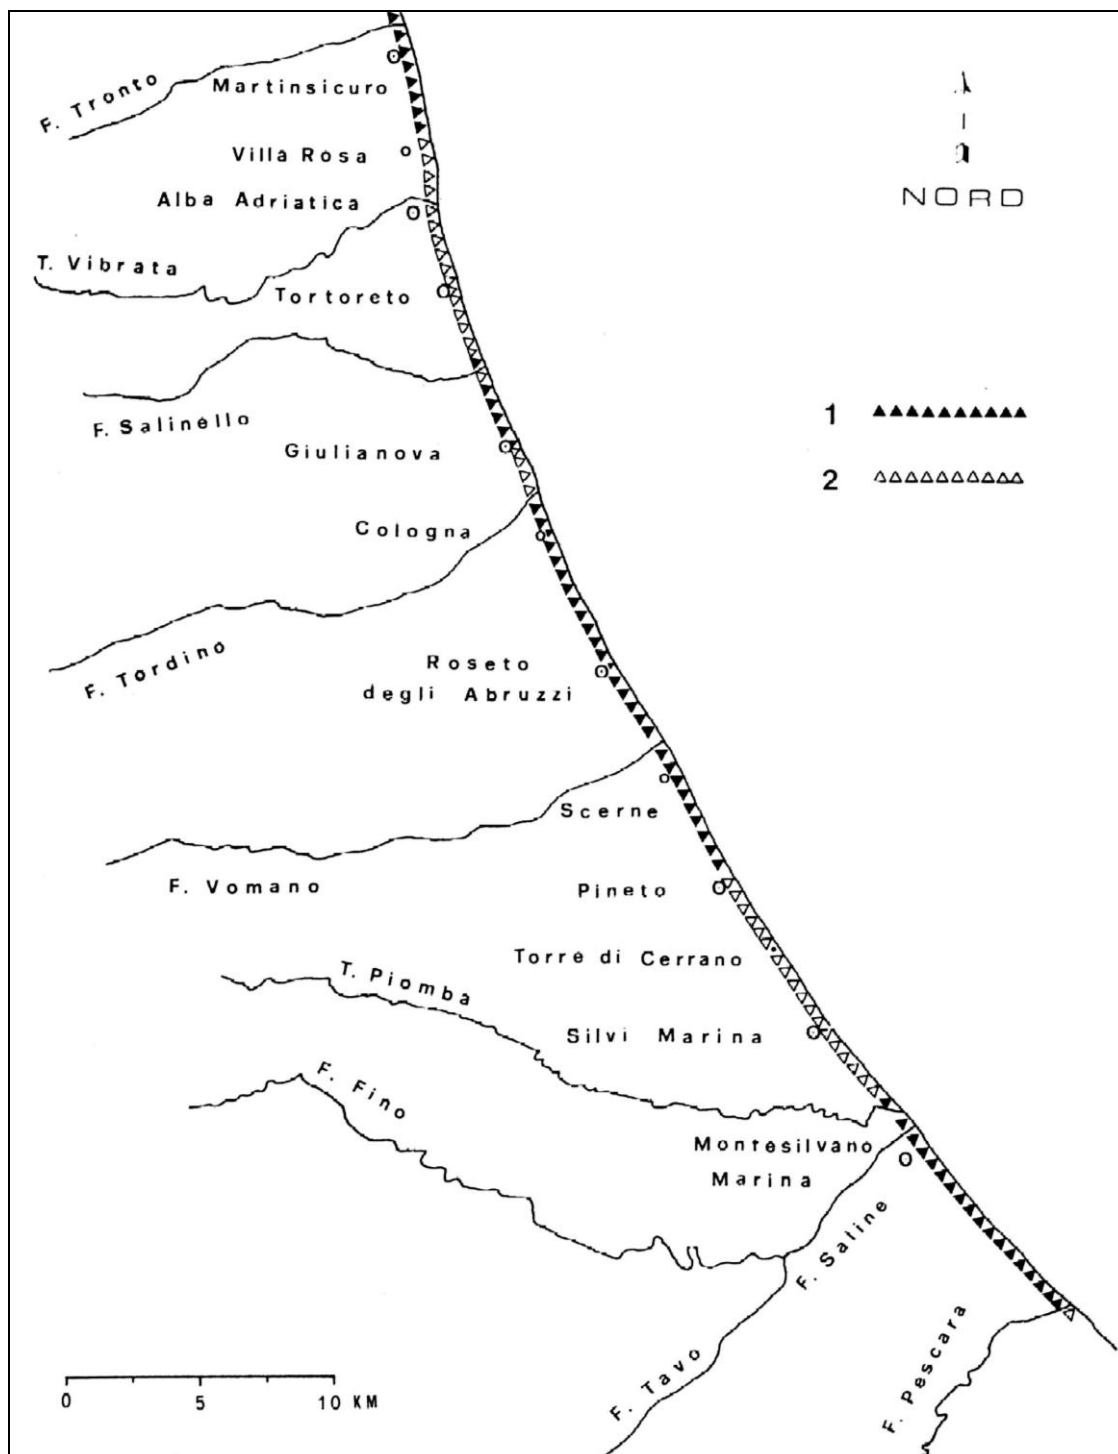 F. Tronto
Martinsicuro
Villa Rosa
Alba Adriatica
T. Vibrata
Tortoreto
F. Salinello
Giulianova
Cologna
F. Tordino
Roseto
degli Abruzzi
Scerne
F. Vomano
Pineto
Torre di Cerrano
T. Piomba
Silvi Marina
F. Fino
Montesilvano
Marina
F. Saline
F. Tavo
F. Pescara
NORD
1
2
0 5 10 KM